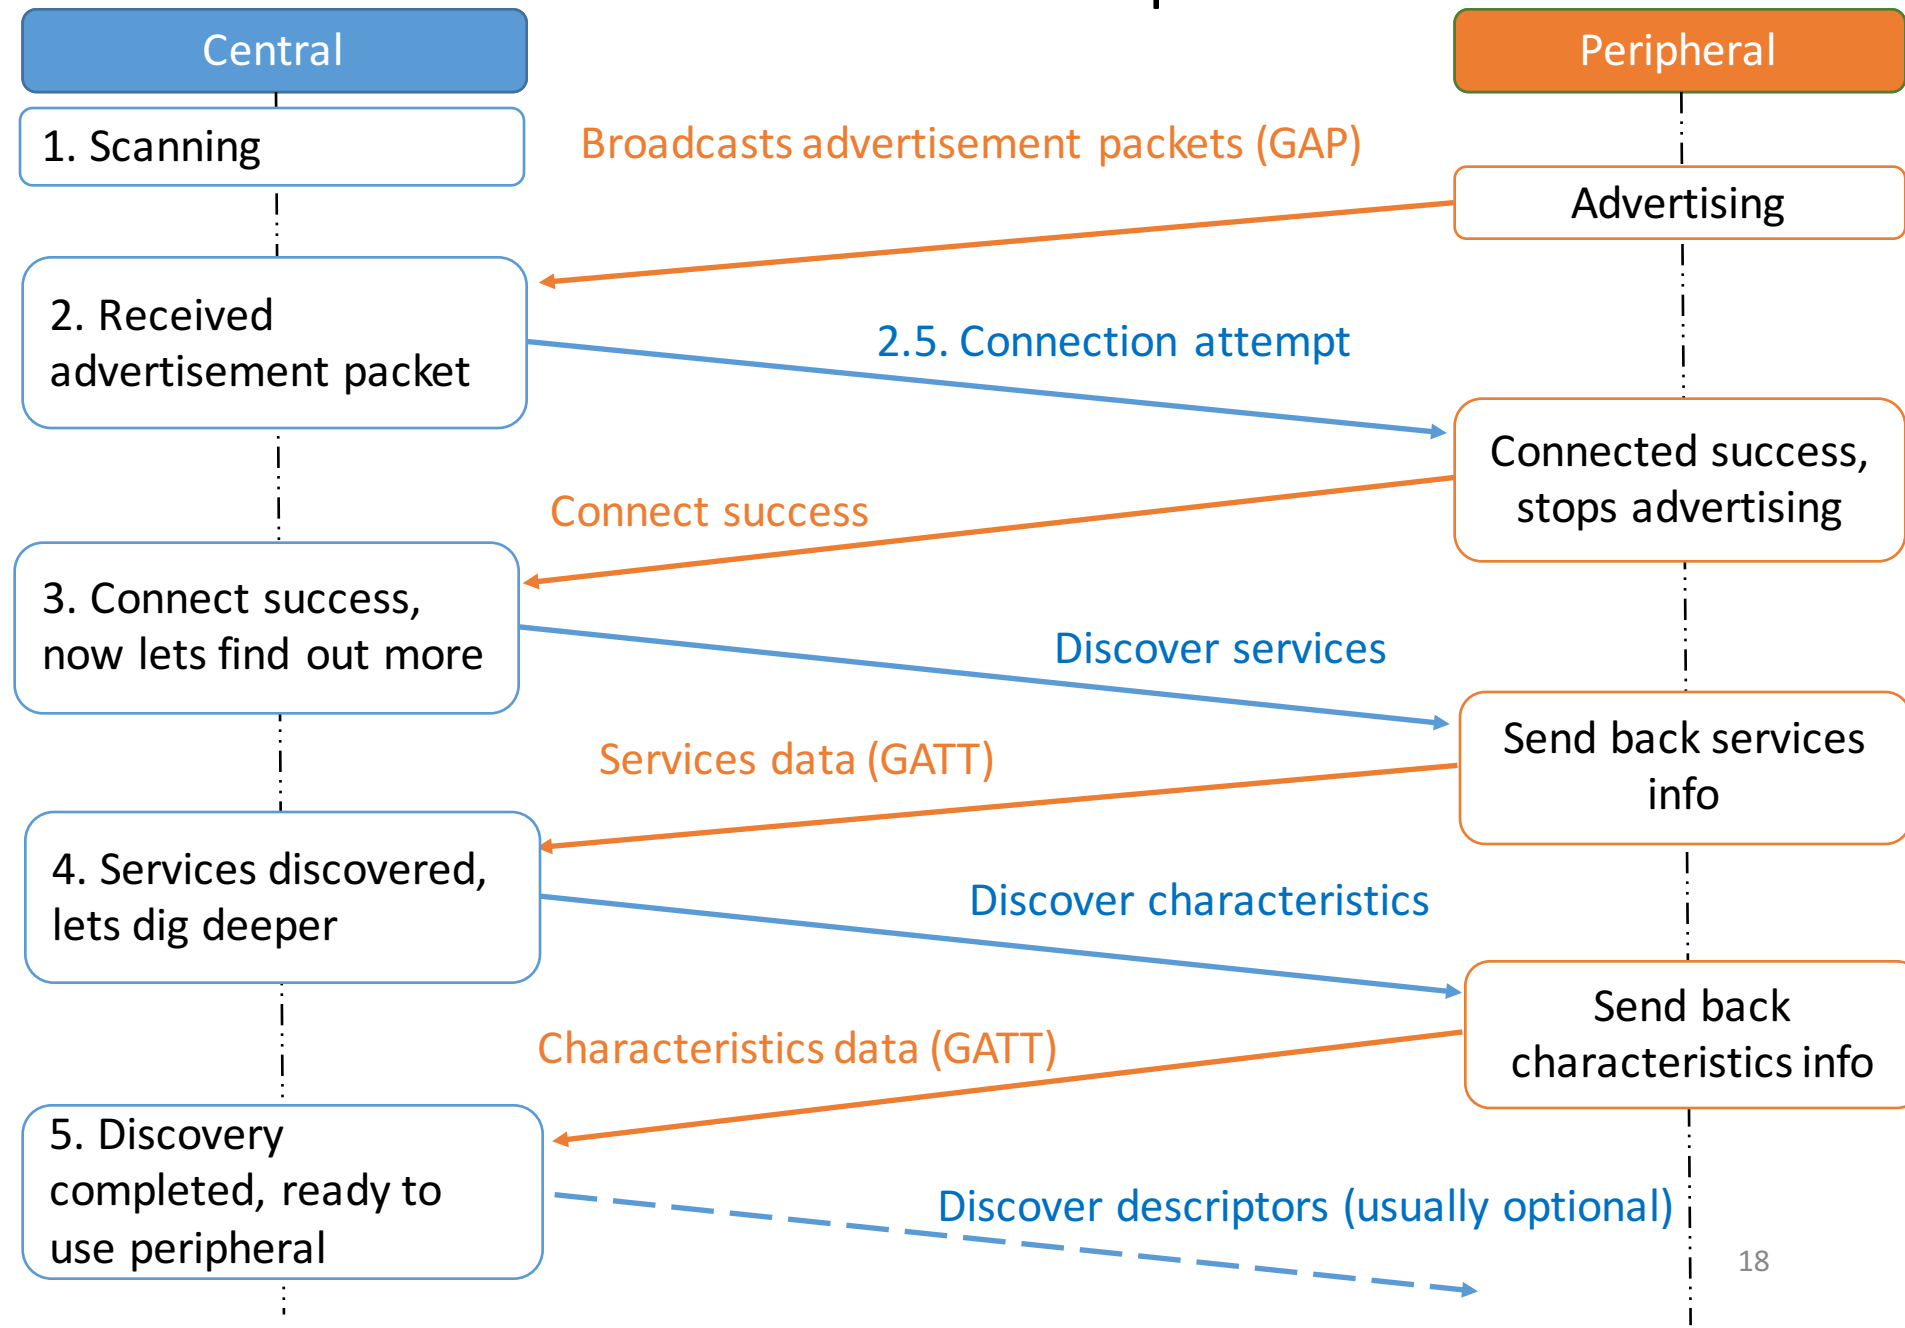 Central
Peripheral
1. Scanning
Broadcasts advertisement packets (GAP)
Advertising
2. Received
advertisement packet
2.5. Connection attempt
Connected success,
stops advertising
Connect success
3. Connect success,
now lets find out more
Discover services
Send back services
info
Services data (GATT)
4. Services discovered,
lets dig deeper
Discover characteristics
Send back
characteristics info
Characteristics data (GATT)
5. Discovery
completed, ready to
use peripheral
Discover descriptors (usually optional)
18